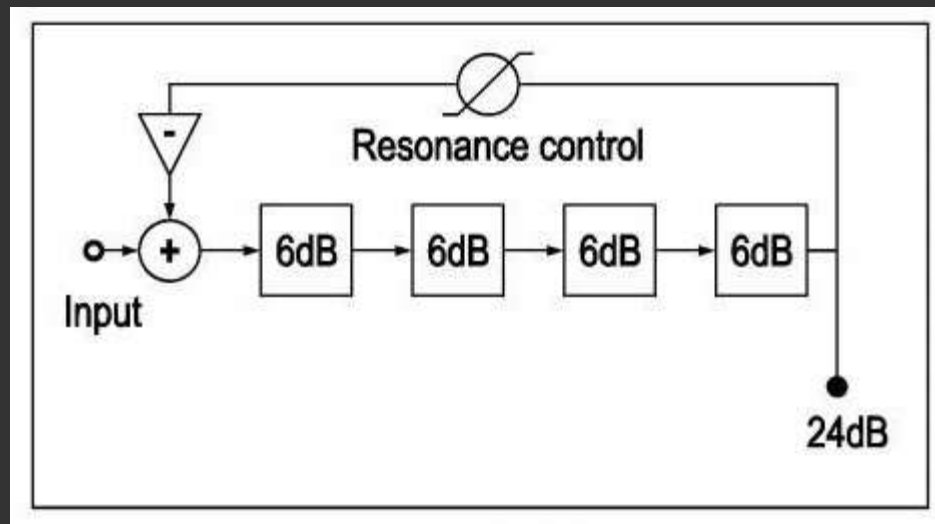 -
Resonance control
+
6dB
6dB
6dB
6dB
Input
24dB